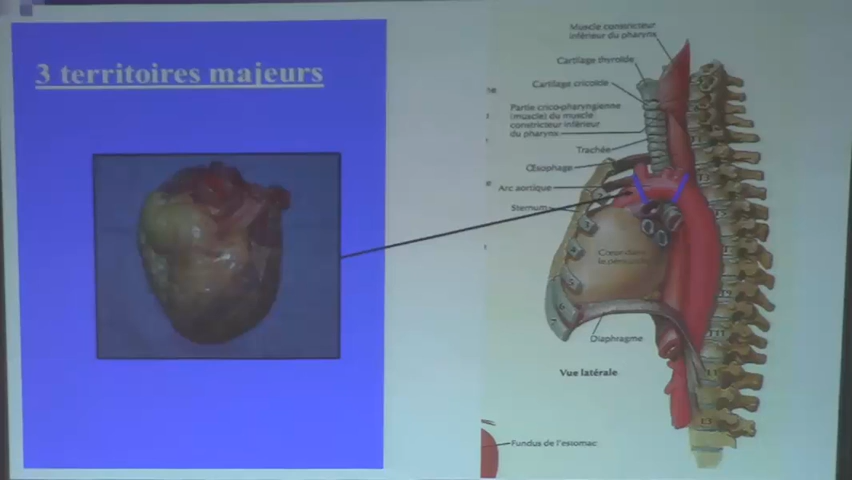 3 territoires majeurs
Muscle constricteur
inférieur du pharynx
Cartilage thyroïde
Cartilage cricoïde
Partie crico-pharyngienne
(muscle) du muscle
constricteur inférieur
du pharynx
Trachée
Œsophage
Arc aortique
Sternum
Cœur dans
le péricarde
Diaphragme
Vue latérale
Fundus de l'estomac